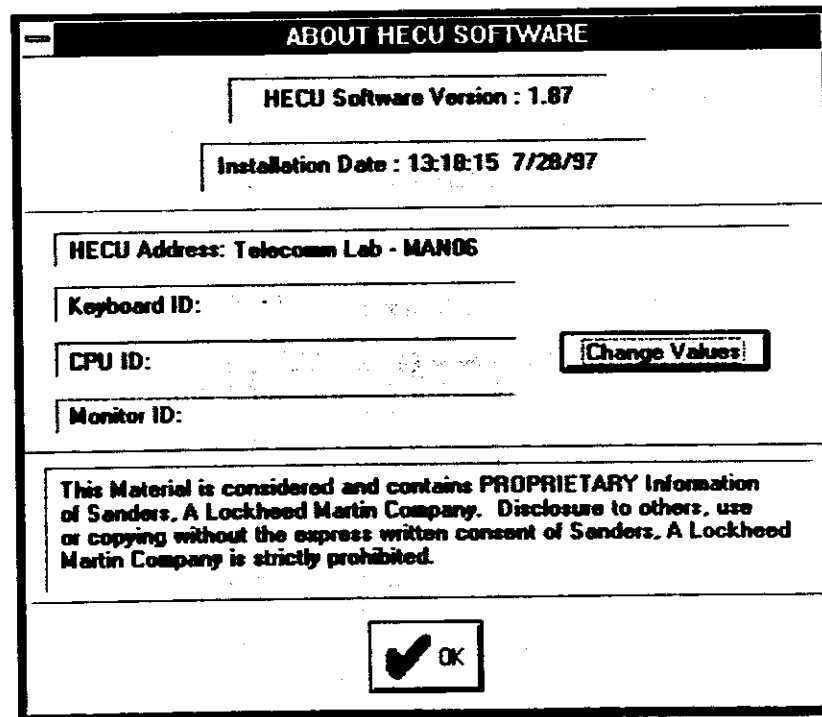 ABOUT HECU SOFTWARE
HECU Software Version : 1.87
Installation Date : 13:18:15 7/28/97
HECU Address: Telecomm Lab - MAN06
Keyboard ID:
CPU ID:
Change Values
Monitor ID:
This Material is considered and contains PROPRIETARY Information
of Sanders, A Lockheed Martin Company. Disclosure to others, use
or copying without the express written consent of Sanders, A Lockheed
Martin Company is strictly prohibited.
OK